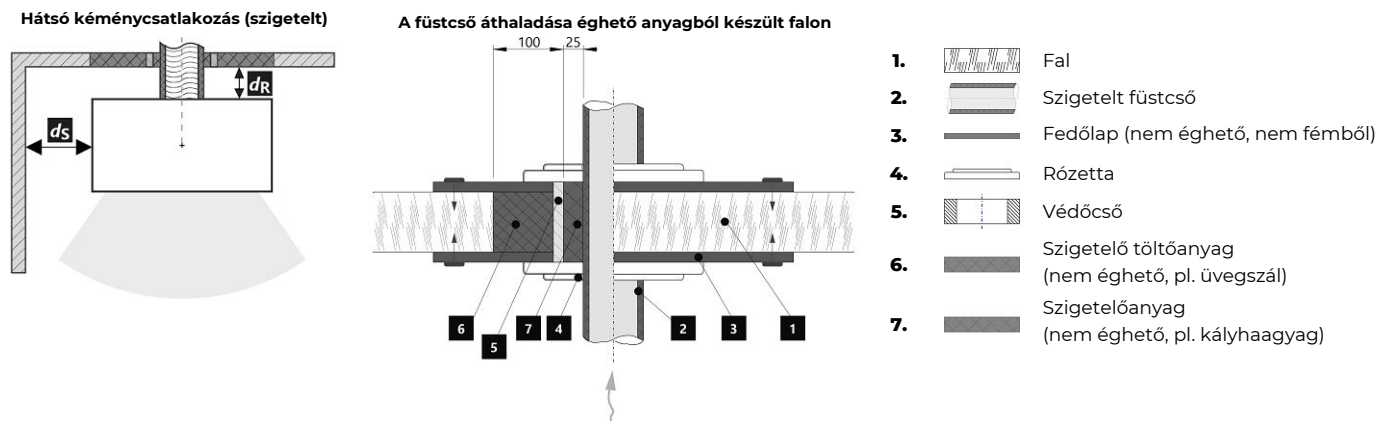 Hátsó kéménycsatlakozás (szigetelt)
dR
dS
A füstcső áthaladása éghető anyagból készült falon
100 25
6 5 7 4 2 3 1
1. Fal
2. Szigetelt füstcső
3. Fedőlap (nem éghető, nem fémből)
4. Rózetta
5. Védőcső
6. Szigetelő töltőanyag
(nem éghető, pl. üvegszál)
7. Szigetelőanyag
(nem éghető, pl. kályhaagyag)